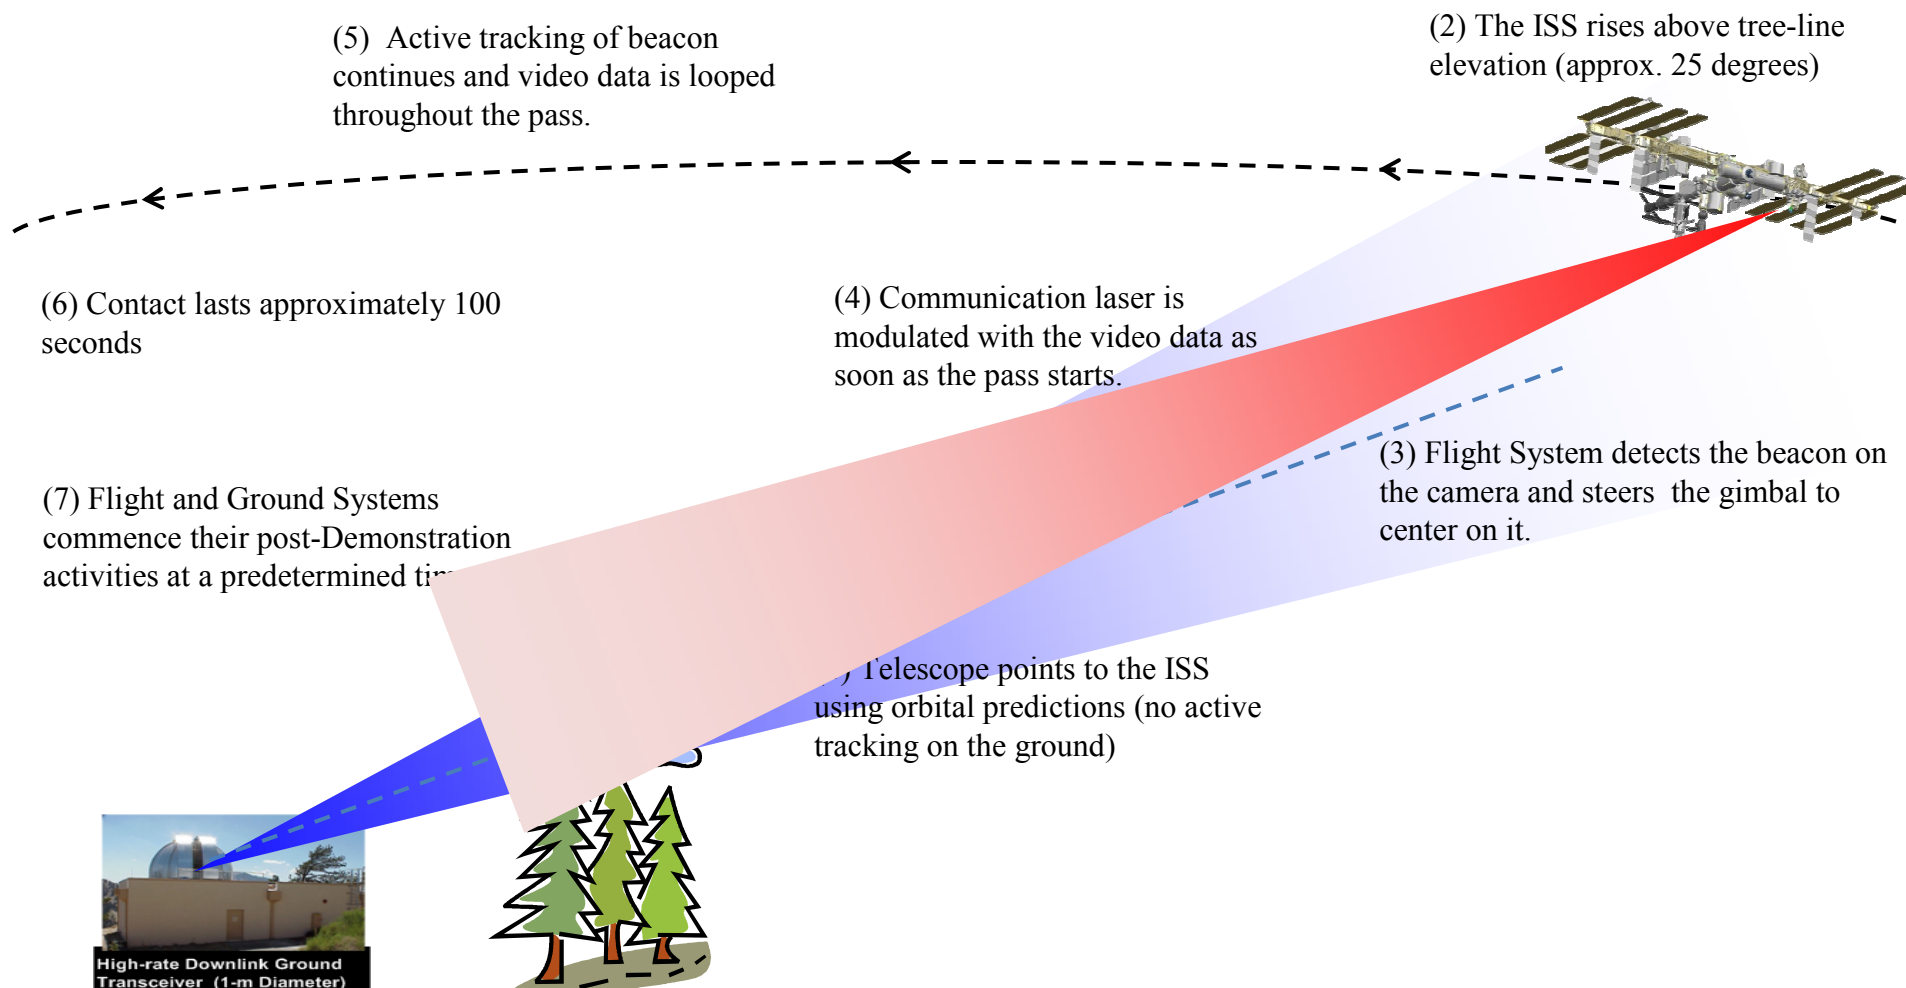 (5) Active tracking of beacon
continues and video data is looped
throughout the pass.
(2) The ISS rises above tree-line
elevation (approx. 25 degrees)
(6) Contact lasts approximately 100
seconds
(4) Communication laser is
modulated with the video data as
soon as the pass starts.
(3) Flight System detects the beacon on
the camera and steers the gimbal to
center on it.
(7) Flight and Ground Systems
commence their post-Demonstration
activities at a predetermined
) Telescope points to the ISS
using orbital predictions (no active
tracking on the ground)
High-rate Downlink Ground
Transceiver (1-m Diameter)